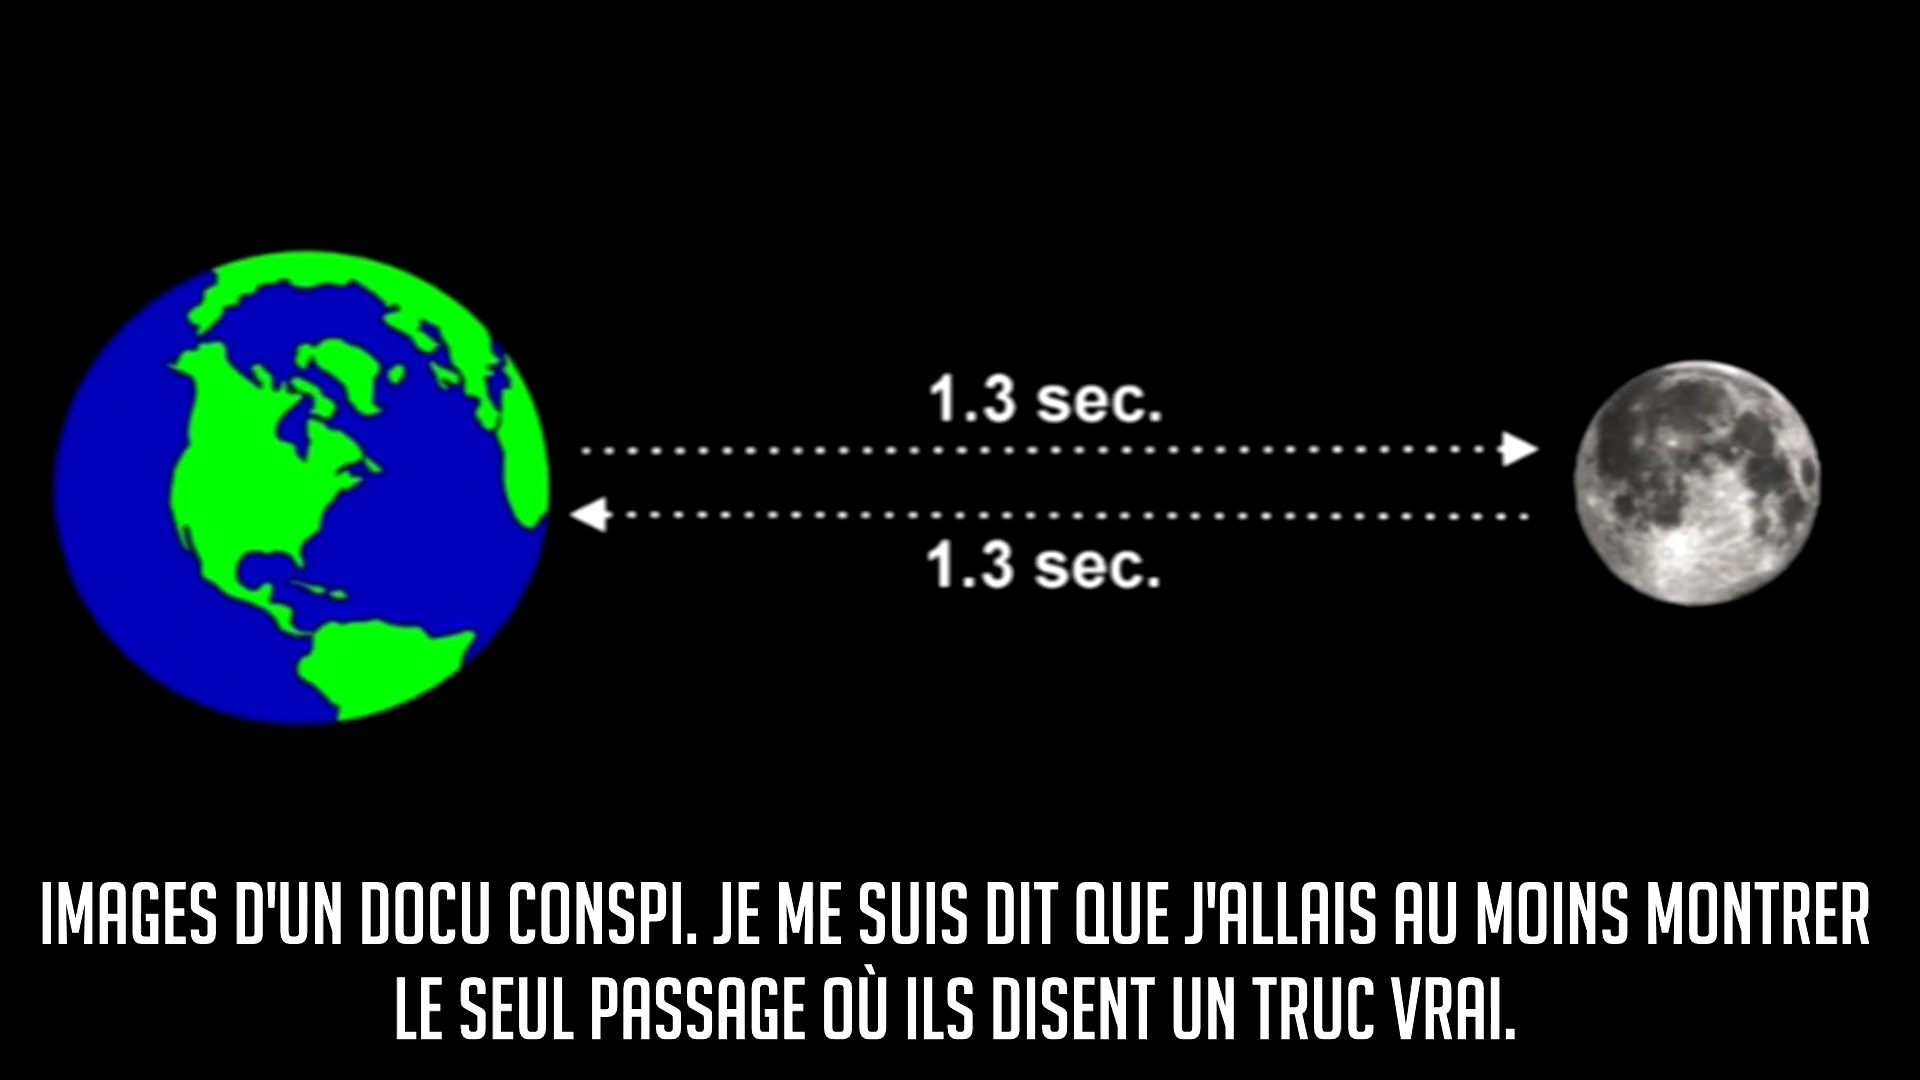 1.3 sec.
1.3 sec.
IMAGES D'UN DOCU CONSPI. JE ME SUIS DIT QUE J'ALLAIS AU MOINS MONTRER
LE SEUL PASSAGE OÙ ILS DISENT UN TRUC VRAI.